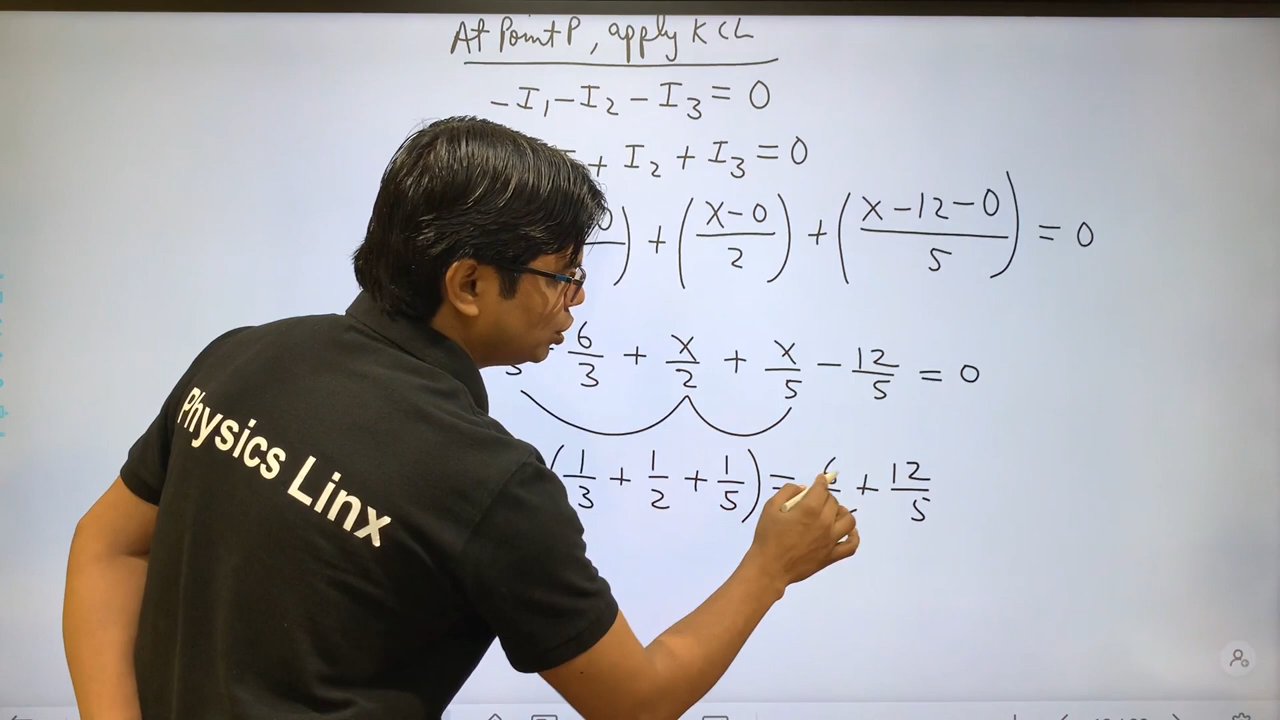 At Point P, apply KCL
-I₁-I₂-I₃=0
+ I₂ + I₃ = 0
) + (x-0/2) + (x-12-0/5) = 0
6/3 + x/2 + x/5 - 12/5 = 0
(1/3 + 1/2 + 1/5) = + 12/5
Physics Linx